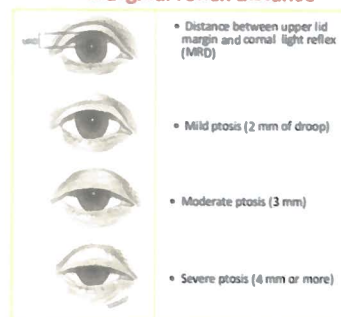 • Distance between upper lid
margin and cornal light reflex
(MRD)
• Mild ptosis (2 mm of droop)
• Moderate ptosis (3 mm)
• Severe ptosis (4 mm or more)